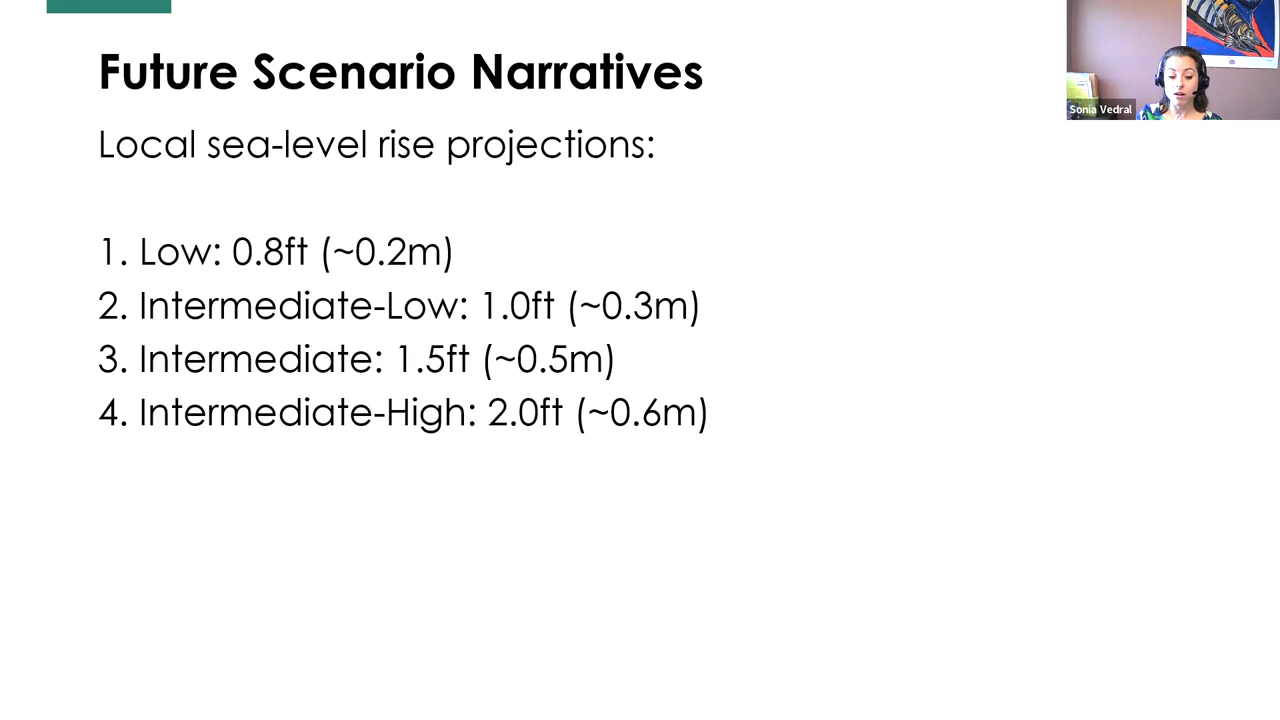 Future Scenario Narratives
Local sea-level rise projections:
1. Low: 0.8ft (~0.2m)
2. Intermediate-Low: 1.0ft (~0.3m)
3. Intermediate: 1.5ft (~0.5m)
4. Intermediate-High: 2.0ft (~0.6m)
Sonia Vedral